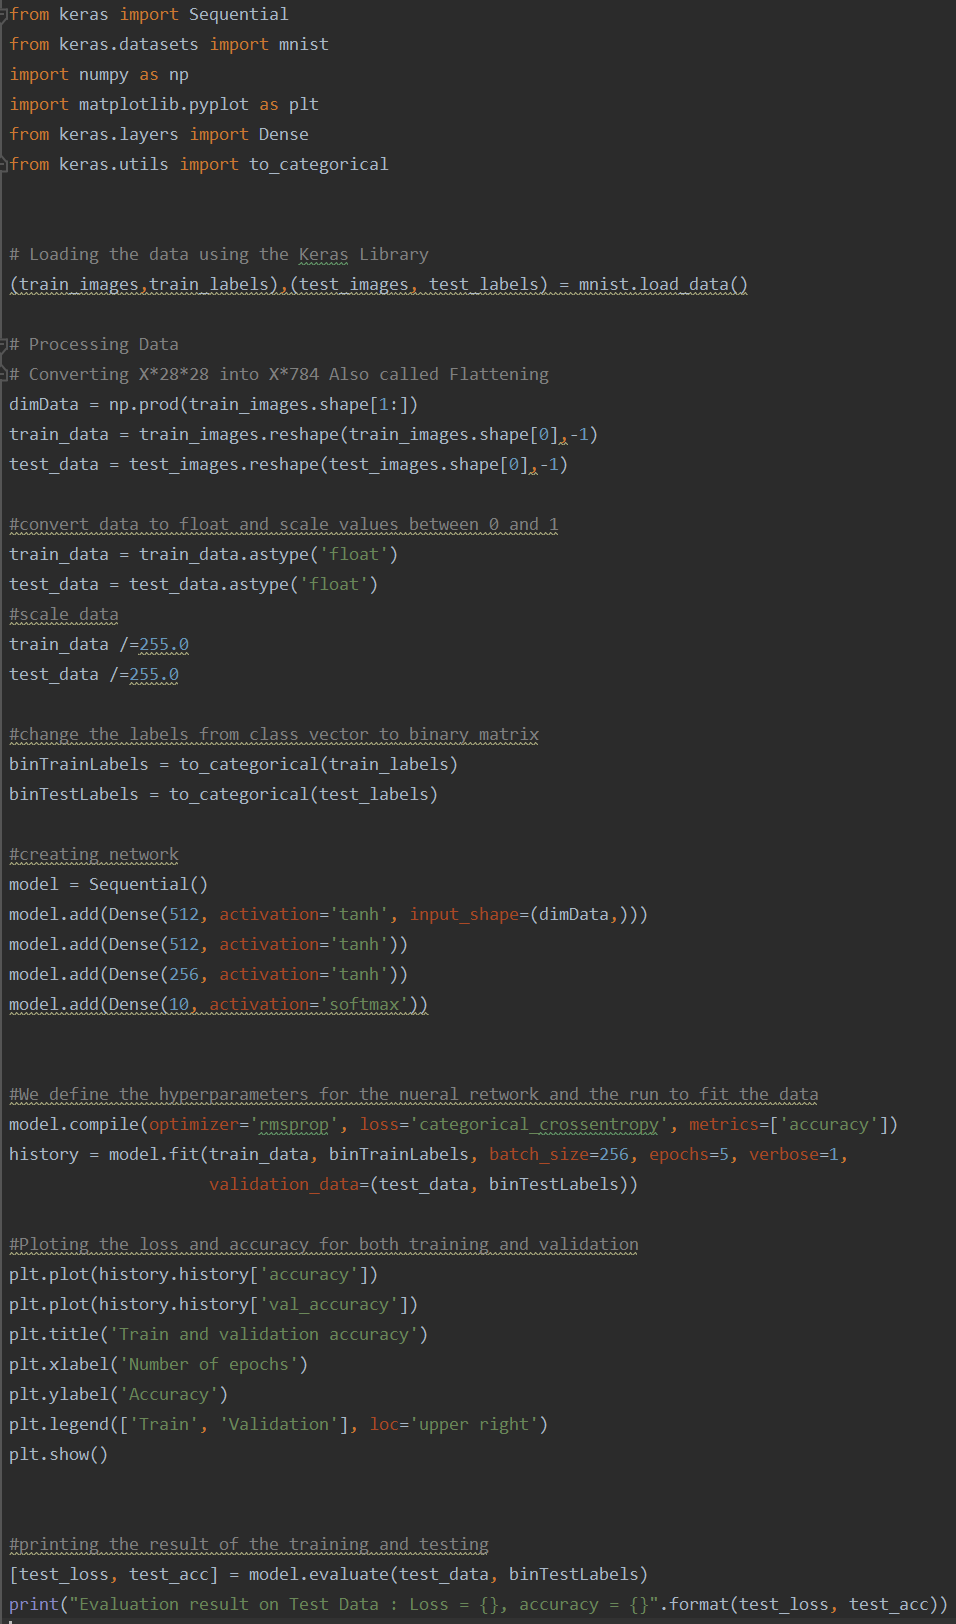 from keras import Sequential
from keras.datasets import mnist
import numpy as np
import matplotlib.pyplot as plt
from keras.layers import Dense
from keras.utils import to_categorical
# Loading the data using the Keras Library
(train_images,train_labels),(test_images, test_labels) = mnist.load_data()
# Processing Data
# Converting X*28*28 into X*784 Also called Flattening
dimData = np.prod(train_images.shape[1:])
train_data = train_images.reshape(train_images.shape[0],-1)
test_data = test_images.reshape(test_images.shape[0],-1)
#convert data to float and scale values between 0 and 1
train_data = train_data.astype('float')
test_data = test_data.astype('float')
#scale data
train_data /=255.0
test_data /=255.0
#change the labels from class vector to binary matrix
binTrainLabels = to_categorical(train_labels)
binTestLabels = to_categorical(test_labels)
#creating network
model = Sequential()
model.add(Dense(512, activation='tanh', input_shape=(dimData,)))
model.add(Dense(512, activation='tanh'))
model.add(Dense(256, activation='tanh'))
model.add(Dense(10, activation='softmax'))
#We define the hyperparameters for the nueral retwork and the run to fit the data
model.compile(optimizer='rmsprop', loss='categorical_crossentropy', metrics=['accuracy'])
history = model.fit(train_data, binTrainLabels, batch_size=256, epochs=5, verbose=1,
validation_data=(test_data, binTestLabels))
#Ploting the loss and accuracy for both training and validation
plt.plot(history.history['accuracy'])
plt.plot(history.history['val_accuracy'])
plt.title('Train and validation accuracy')
plt.xlabel('Number of epochs')
plt.ylabel('Accuracy')
plt.legend(['Train', 'Validation'], loc='upper right')
plt.show()
#printing the result of the training and testing
[test_loss, test_acc] = model.evaluate(test_data, binTestLabels)
print("Evaluation result on Test Data : Loss = {}, accuracy = {}".format(test_loss, test_acc))